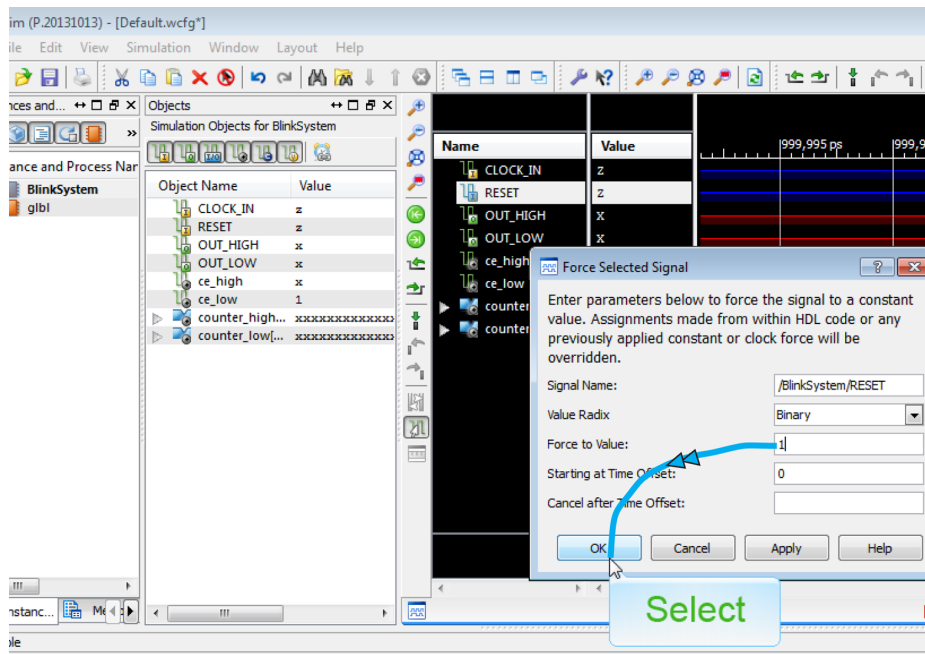 im (P.20131013) - [Default.wcfg*]
ile Edit View Simulation Window Layout Help
nces and...
Objects
Simulation Objects for BlinkSystem
ance and Process Nar
BlinkSystem
glbl
Object Name Value
CLOCK_IN z
RESET z
OUT_HIGH x
OUT_LOW x
ce_high x
ce_low 1
counter_high... xxxxxxxxxxxxx
counter_low[... xxxxxxxxxxxxx
Name Value
999,995 ps 999,9
CLOCK_IN z
RESET z
OUT_HIGH x
OUT_LOW x
ce_high
ce_low
counter
counter
Force Selected Signal
Enter parameters below to force the signal to a constant
value. Assignments made from within HDL code or any
previously applied constant or clock force will be
overridden.
Signal Name: /BlinkSystem/RESET
Value Radix Binary
Force to Value: 1
Starting at Time Offset: 0
Cancel after Time Offset:
OK Cancel Apply Help
Select
nstanc... Me
ole